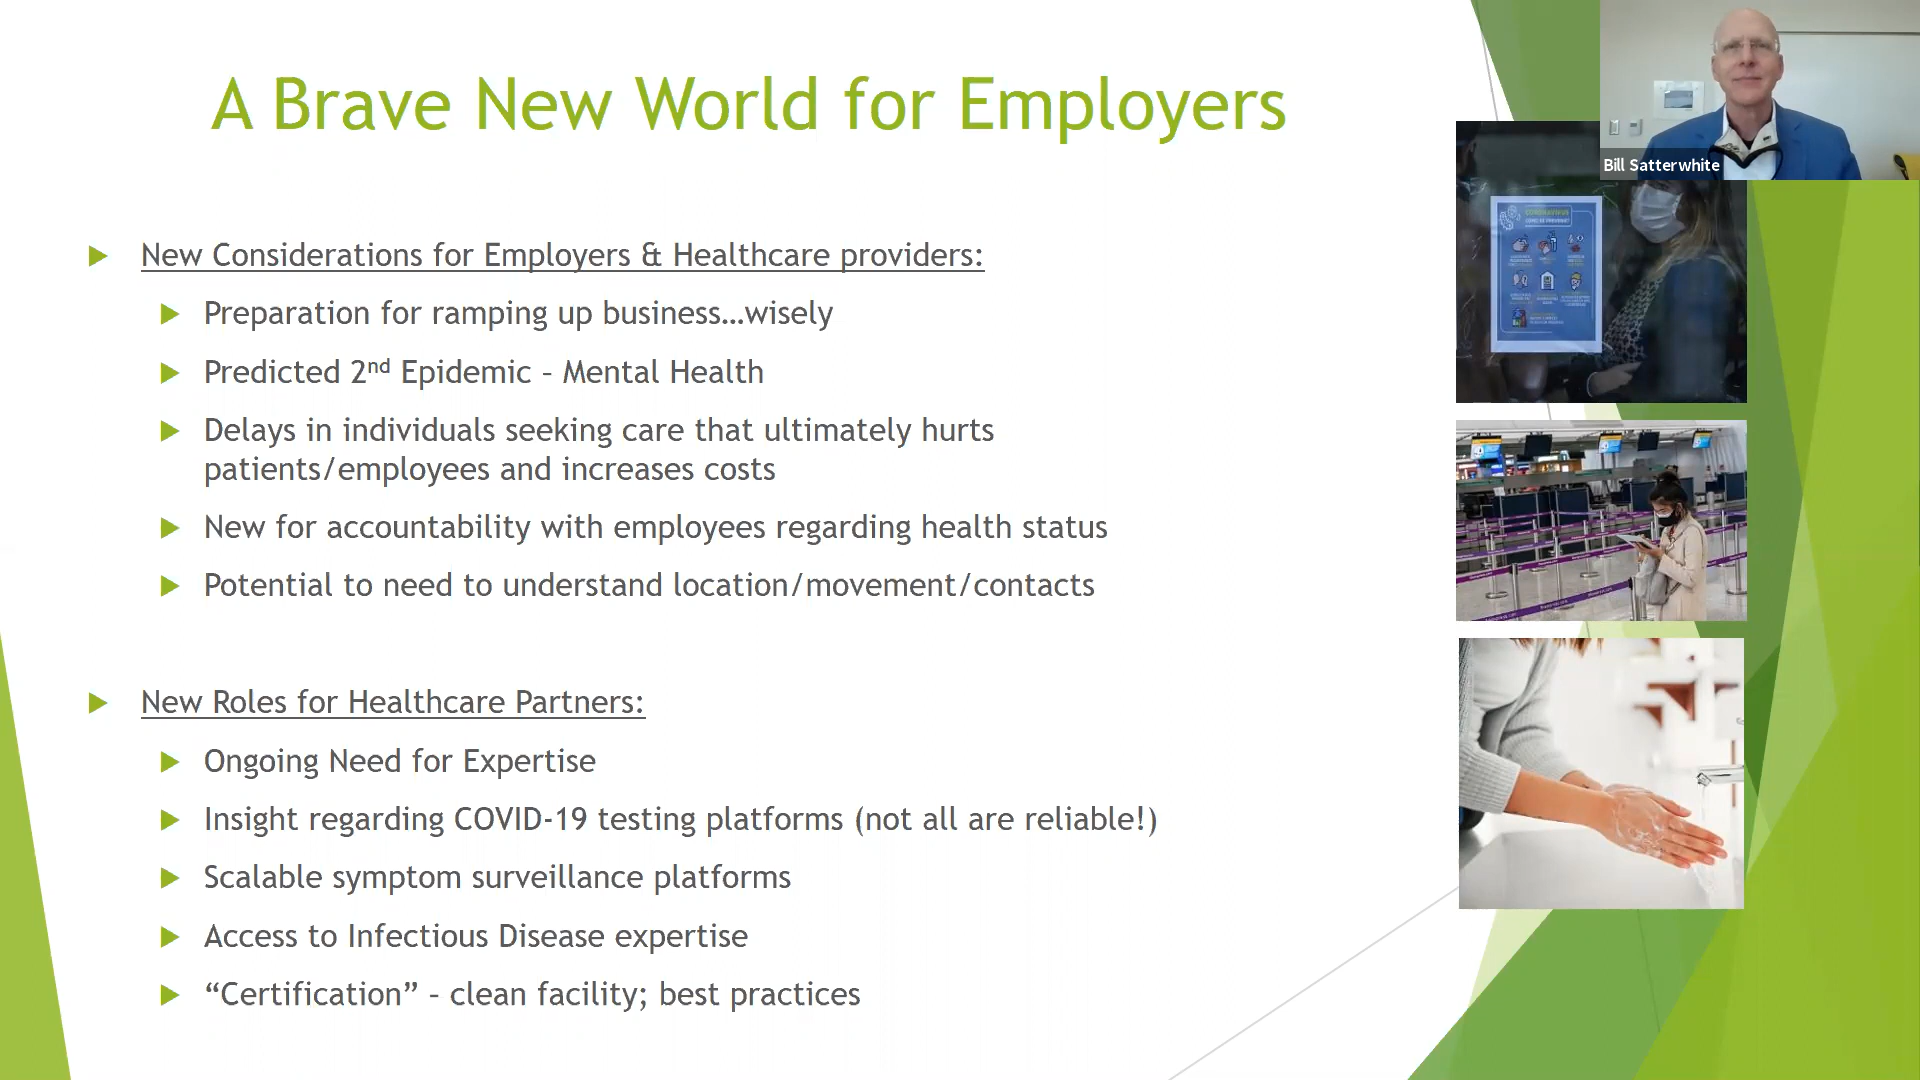 A Brave New World for Employers
Bill Satterwhite
New Considerations for Employers & Healthcare providers:
Preparation for ramping up business…wisely
Predicted 2nd Epidemic – Mental Health
Delays in individuals seeking care that ultimately hurts
patients/employees and increases costs
New for accountability with employees regarding health status
Potential to need to understand location/movement/contacts
New Roles for Healthcare Partners:
Ongoing Need for Expertise
Insight regarding COVID-19 testing platforms (not all are reliable!)
Scalable symptom surveillance platforms
Access to Infectious Disease expertise
“Certification” – clean facility; best practices
CORONAVIRUS